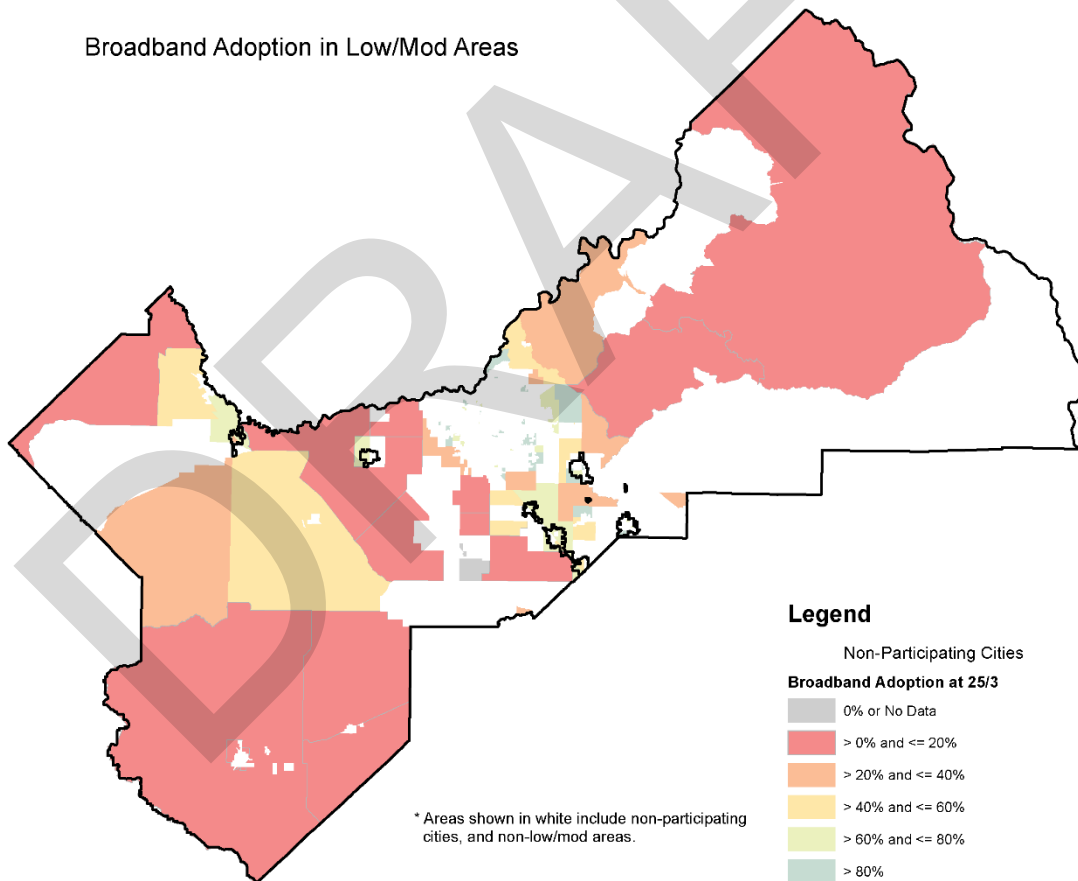 Broadband Adoption in Low/Mod Areas
DRAF
Legend
Non-Participating Cities
Broadband Adoption at 25/3
0% or No Data
> 0% and <= 20%
> 20% and <= 40%
> 40% and <= 60%
> 60% and <= 80%
> 80%
* Areas shown in white include non-participating
cities, and non-low/mod areas.